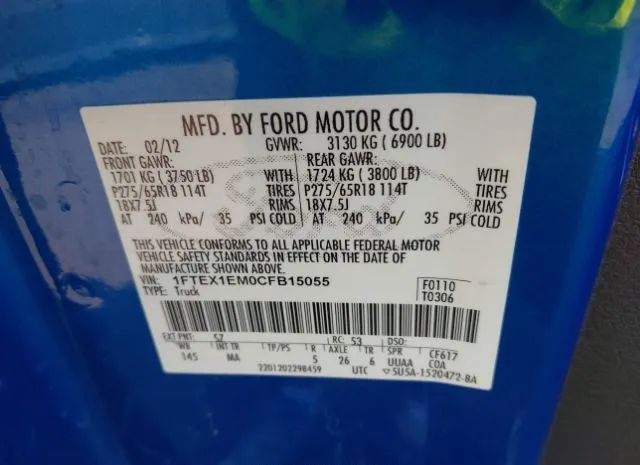 MFD. BY FORD MOTOR CO.
DATE: 02/12 GVWR: 3130 KG ( 6900 LB)
FRONT GAWR: REAR GAWR:
1701 KG ( 3750 LB) WITH 1724 KG ( 3800 LB) WITH
P275/65R18 114T TIRES P275/65R18 114T TIRES
18X7.5J RIMS 18X7.5J RIMS
AT 240 kPa/ 35 PSI COLD AT 240 kPa/ 35 PSI COLD
THIS VEHICLE CONFORMS TO ALL APPLICABLE FEDERAL MOTOR
VEHICLE SAFETY STANDARDS IN EFFECT ON THE DATE OF
MANUFACTURE SHOWN ABOVE.
VIN: 1FTEX1EM0CFB15055 F0110
TYPE: Truck T0306
EXT PNT: S7 RC: 53 DSO:
WB INT TR TP/PS R AXLE TR SPR CF617
145 MA 5 26 6 UUAA COA
2201202298459 UTC 5U5A-1520472-BA